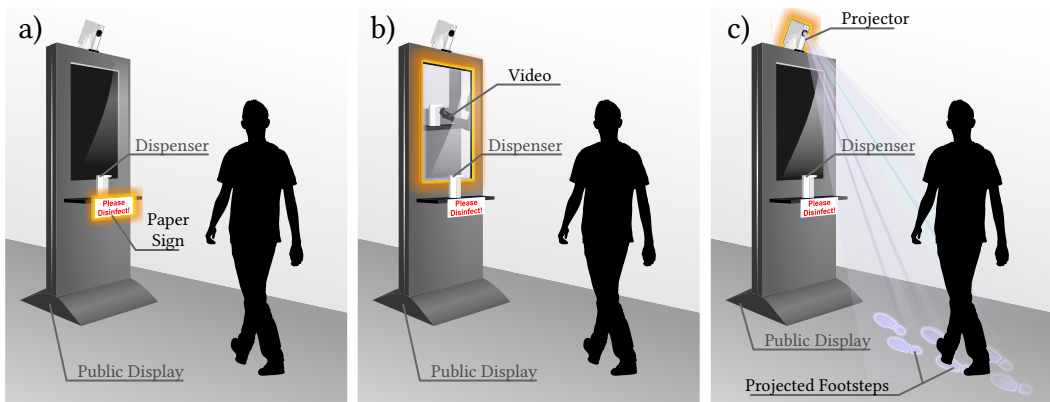 a)
Dispenser
Please
Disinfect!
Paper
Sign
Public Display
b)
Video
Dispenser
Please
Disinfect!
Public Display
c)
Projector
Dispenser
Please
Disinfect!
Public Display
Projected Footsteps